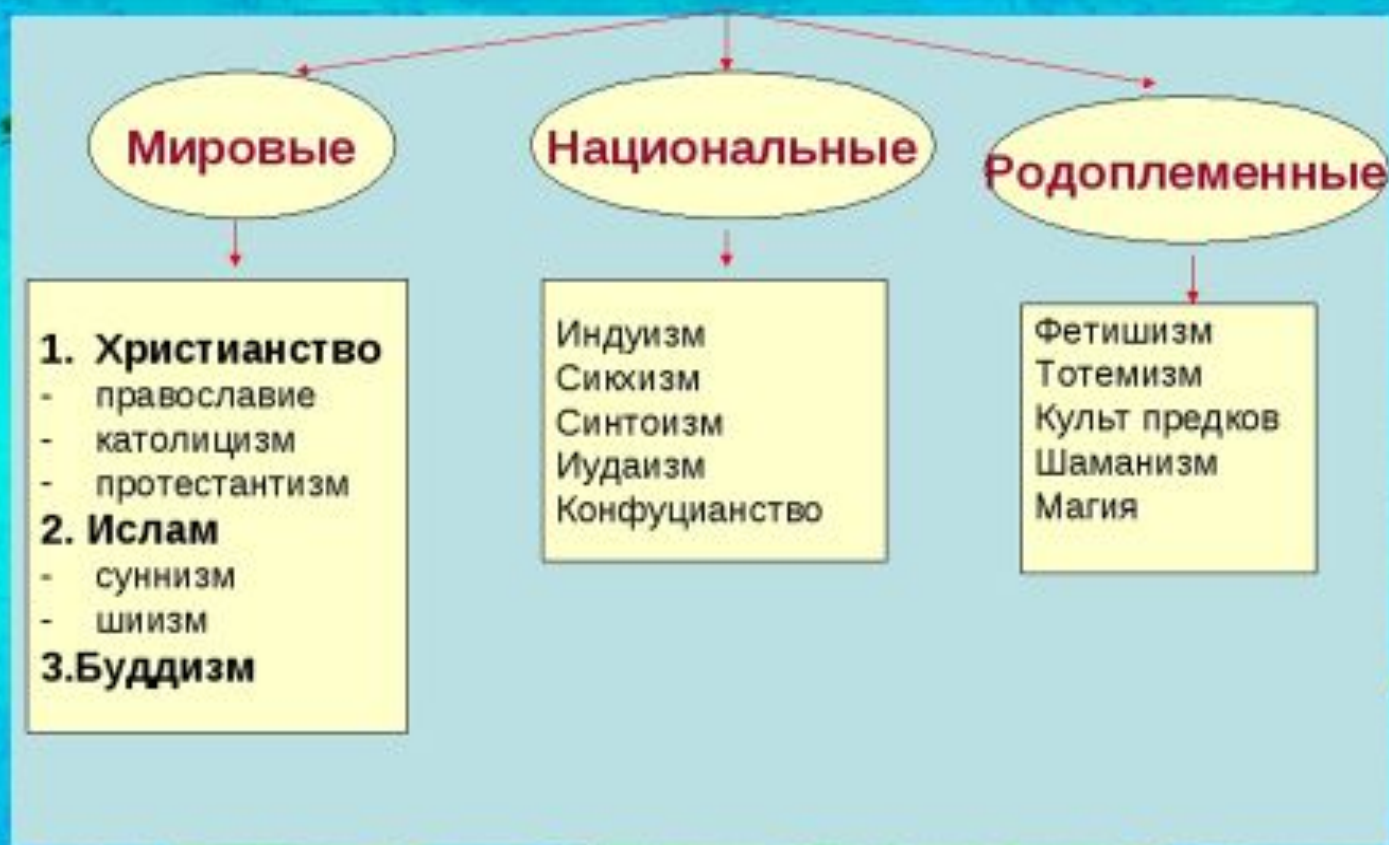 Мировые
Национальные
Родоплеменные
1. Христианство
- православие
- католицизм
- протестантизм
2. Ислам
- суннизм
- шиизм
3.Буддизм
Индуизм
Сикхизм
Синтоизм
Иудаизм
Конфуцианство
Фетишизм
Тотемизм
Культ предков
Шаманизм
Магия